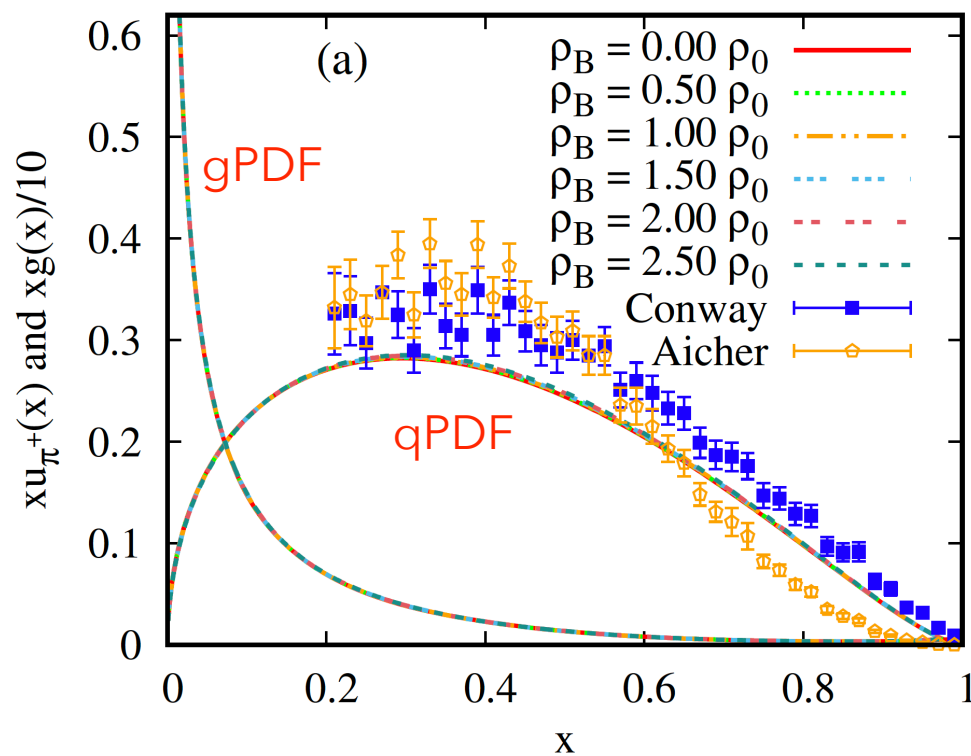 (a)
ρB = 0.00 ρ0
ρB = 0.50 ρ0
ρB = 1.00 ρ0
ρB = 1.50 ρ0
ρB = 2.00 ρ0
ρB = 2.50 ρ0
Conway
Aicher
gPDF
qPDF
xuπ+(x) and xg(x)/10
0.6
0.5
0.4
0.3
0.2
0.1
0
0 0.2 0.4 0.6 0.8 1
x